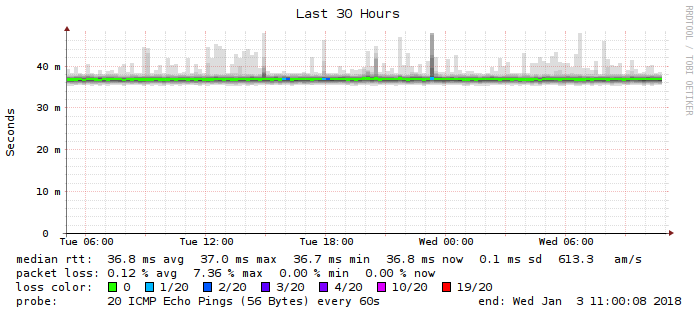 Last 30 Hours
RRDTOOL / TOBI OETIKER
Seconds
40 m
30 m
20 m
10 m
0
Tue 06:00 Tue 12:00 Tue 18:00 Wed 00:00 Wed 06:00
median rtt: 36.8 ms avg 37.0 ms max 36.7 ms min 36.8 ms now 0.1 ms sd 613.3 am/s
packet loss: 0.12 % avg 7.36 % max 0.00 % min 0.00 % now
loss color: 0 1/20 2/20 3/20 4/20 10/20 19/20
probe: 20 ICMP Echo Pings (56 Bytes) every 60s end: Wed Jan 3 11:00:08 2018